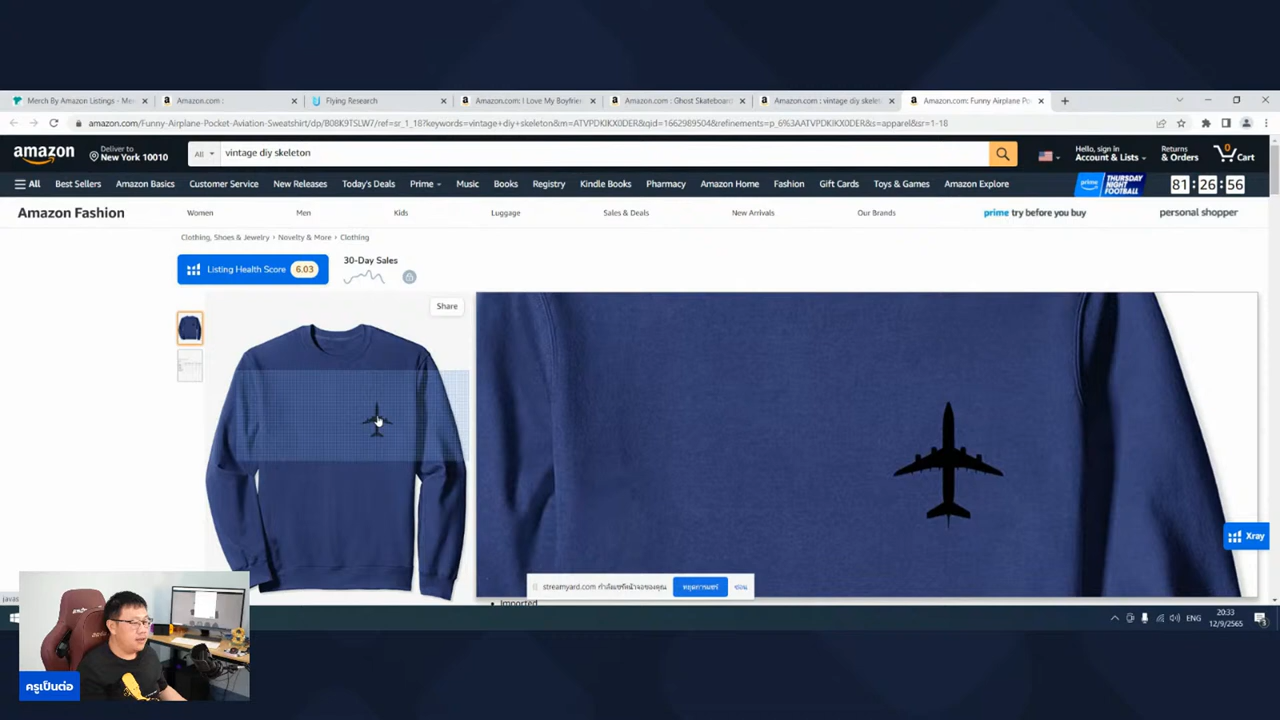 Merch By Amazon Listings - Me
Amazon.com :
Flying Research
Amazon.com: I Love My Boyfrie
Amazon.com : Ghost Skateboard
Amazon.com : vintage diy skelet
Amazon.com: Funny Airplane Po
amazon.com/Funny-Airplane-Pocket-Aviation-Sweatshirt/dp/B08K9TSLW7/ref=sr_1_18?keywords=vintage+diy+skeleton&m=ATVPDKIKX0DER&qid=1662989504&refinements=p_6%3AATVPDKIKX0DER&s=apparel&sr=1-18
amazon
Deliver to
New York 10010
All
vintage diy skeleton
Hello, sign in
Account & Lists
Returns
& Orders
0
Cart
All
Best Sellers
Amazon Basics
Customer Service
New Releases
Today's Deals
Prime
Music
Books
Registry
Kindle Books
Pharmacy
Amazon Home
Fashion
Gift Cards
Toys & Games
Amazon Explore
prime
THURSDAY
NIGHT
FOOTBALL
81:26:56
Amazon Fashion
Women
Men
Kids
Luggage
Sales & Deals
New Arrivals
Our Brands
prime try before you buy
personal shopper
Clothing, Shoes & Jewelry › Novelty & More › Clothing
Listing Health Score 6.03
30-Day Sales
Share
Xray
streamyard.com กำลังแชร์หน้าจอของคุณ
หยุดการแชร์
ซ่อน
Imported
ENG
20:33
12/9/2565
ครูเป็นต่อ